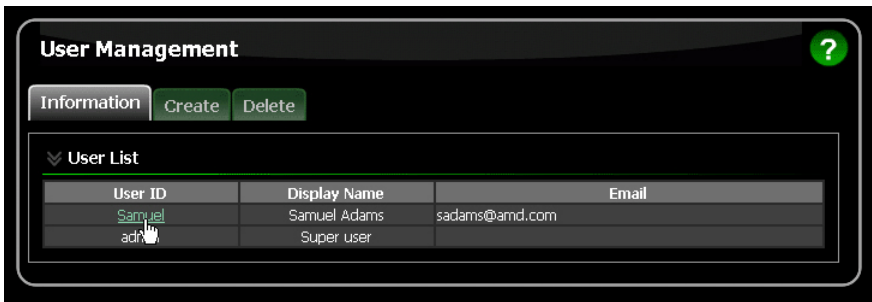 User Management
?
Information Create Delete
User List
User ID Display Name Email
Samuel Samuel Adams sadams@amd.com
Super user